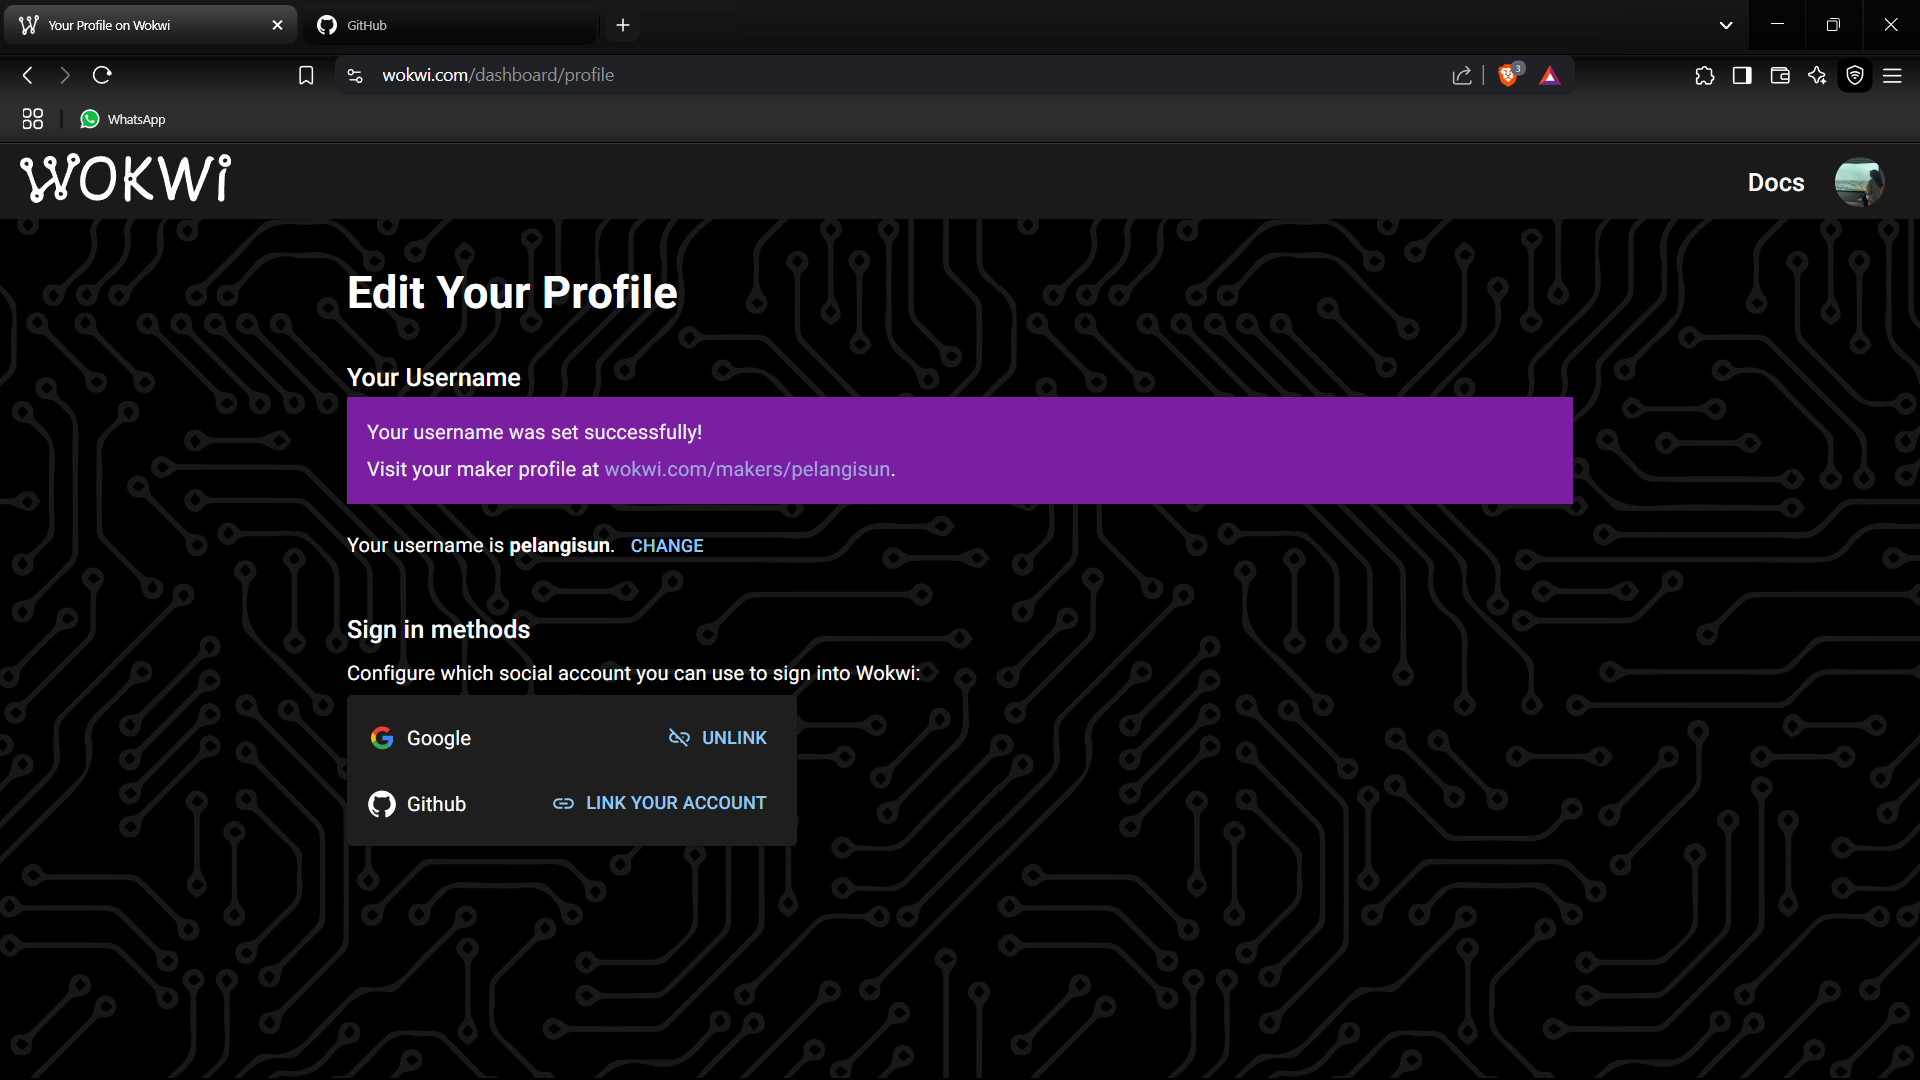 Your Profile on Wokwi
GitHub
wokwi.com/dashboard/profile
3
WhatsApp
WOKWi
Docs
Edit Your Profile
Your Username
Your username was set successfully!
Visit your maker profile at wokwi.com/makers/pelangisun.
Your username is pelangisun. CHANGE
Sign in methods
Configure which social account you can use to sign into Wokwi:
Google UNLINK
Github LINK YOUR ACCOUNT